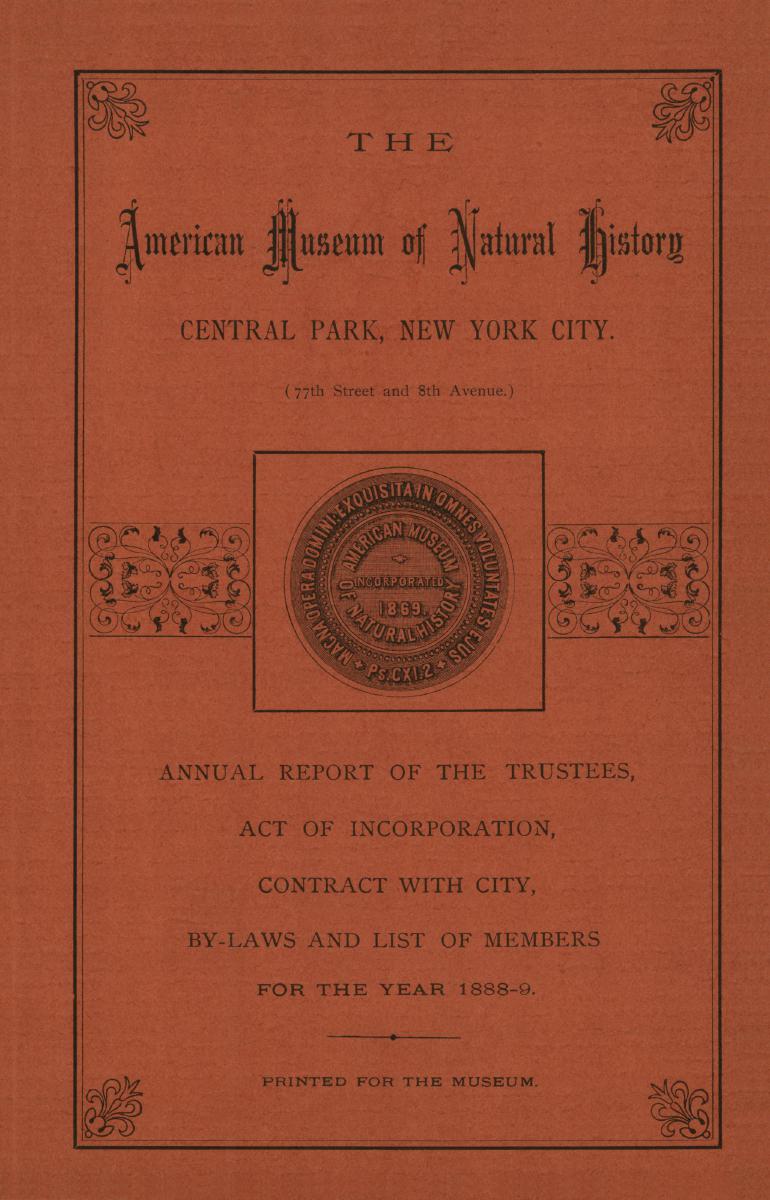 THE
American Museum of Natural History
CENTRAL PARK, NEW YORK CITY.
(77th Street and 8th Avenue.)
MAGNA OPERA DOMINI: EXQUISITA IN OMNES VOLUNTATES EJUS
Ps. CXI. 2
AMERICAN MUSEUM
OF NATURAL HISTORY
INCORPORATED
1869.
ANNUAL REPORT OF THE TRUSTEES,
ACT OF INCORPORATION,
CONTRACT WITH CITY,
BY-LAWS AND LIST OF MEMBERS
FOR THE YEAR 1888-9.
PRINTED FOR THE MUSEUM.